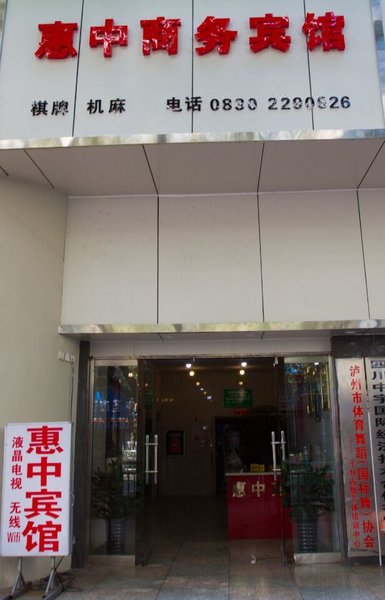 惠中商务宾馆
棋牌 机麻 电话 0830 2290826
惠中宾馆
液晶电视 无线
Wifi
惠中
泸州市体育舞蹈(国标舞)协会